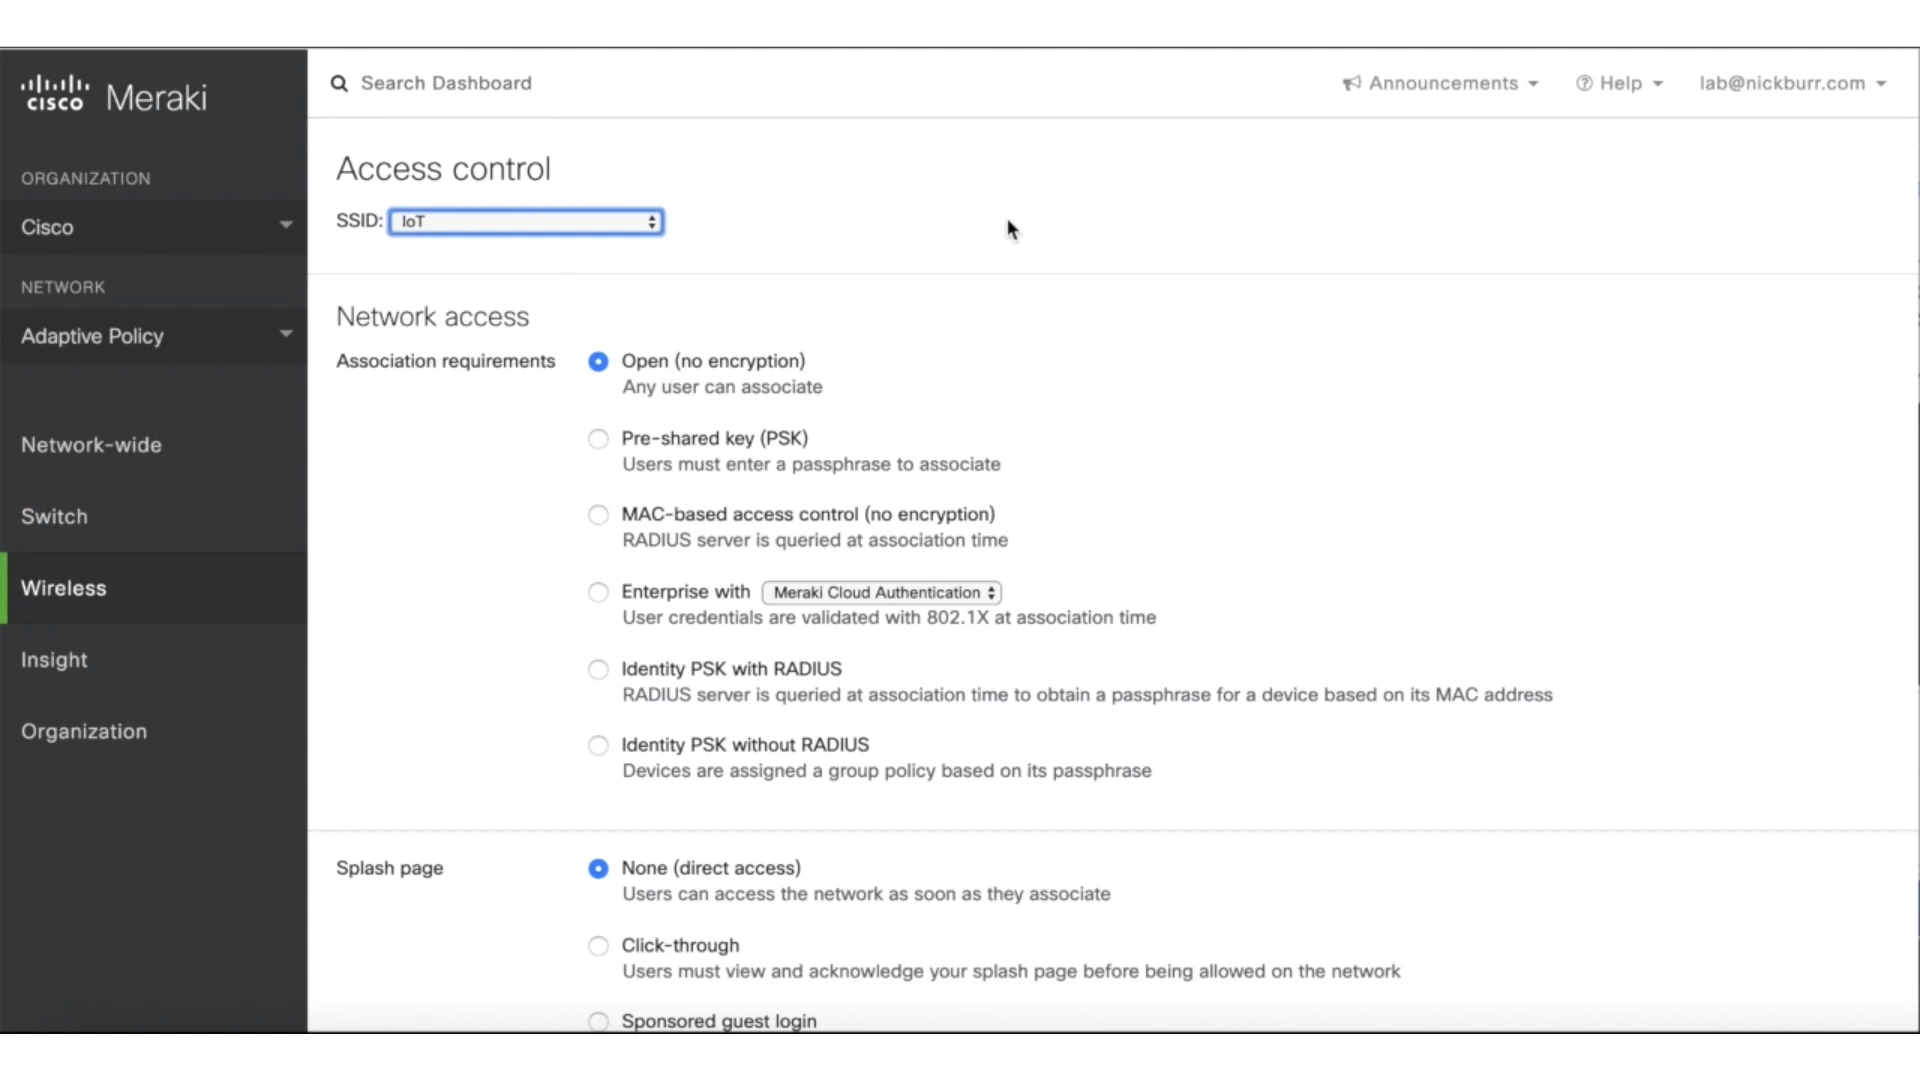 cisco Meraki
Search Dashboard
Announcements
Help
lab@nickburr.com
ORGANIZATION
Cisco
NETWORK
Adaptive Policy
Network-wide
Switch
Wireless
Insight
Organization
Access control
SSID: IoT
Network access
Association requirements
Open (no encryption)
Any user can associate
Pre-shared key (PSK)
Users must enter a passphrase to associate
MAC-based access control (no encryption)
RADIUS server is queried at association time
Enterprise with Meraki Cloud Authentication
User credentials are validated with 802.1X at association time
Identity PSK with RADIUS
RADIUS server is queried at association time to obtain a passphrase for a device based on its MAC address
Identity PSK without RADIUS
Devices are assigned a group policy based on its passphrase
Splash page
None (direct access)
Users can access the network as soon as they associate
Click-through
Users must view and acknowledge your splash page before being allowed on the network
Sponsored guest login